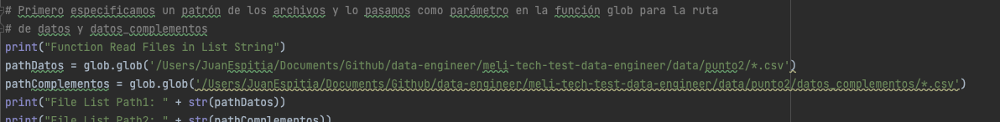 # Primero especificamos un patrón de los archivos y lo pasamos como parámetro en la función glob para la ruta
# de datos y datos_complementos
print("Function Read Files in List String")
pathDatos = glob.glob('/Users/JuanEspitia/Documents/Github/data-engineer/meli-tech-test-data-engineer/data/punto2/*.csv')
pathComplementos = glob.glob('/Users/JuanEspitia/Documents/Github/data-engineer/meli-tech-test-data-engineer/data/punto2/datos_complementos/*.csv')
print("File List Path1: " + str(pathDatos))
print("File List Path2: " + str(pathComplementos))